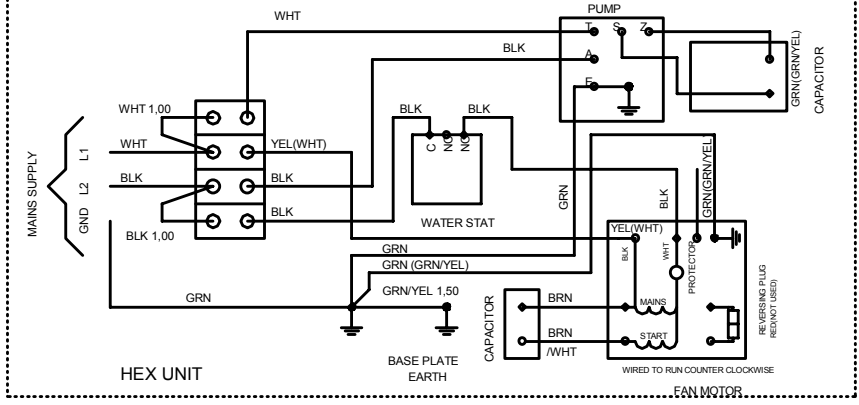 PUMP
WHT
T S Z
BLK
A
E
GRN(GRN/YEL)
CAPACITOR
WHT 1,00
BLK
BLK
MAINS SUPPLY
L1
WHT
YEL(WHT)
C NC NO
L2
BLK
BLK
GND
BLK
WATER STAT
GRN
BLK
GRN(GRN/YEL
BLK 1,00
YEL(WHT)
GRN
GRN (GRN/YEL)
BLK
WHT
PROTECTOR
GRN
GRN/YEL 1,50
CAPACITOR
BRN
MAINS
REVERSING PLUG
RED(NOT USED)
BRN
/WHT
START
HEX UNIT
BASE PLATE
EARTH
WIRED TO RUN COUNTER CLOCKWISE
FAN MOTOR